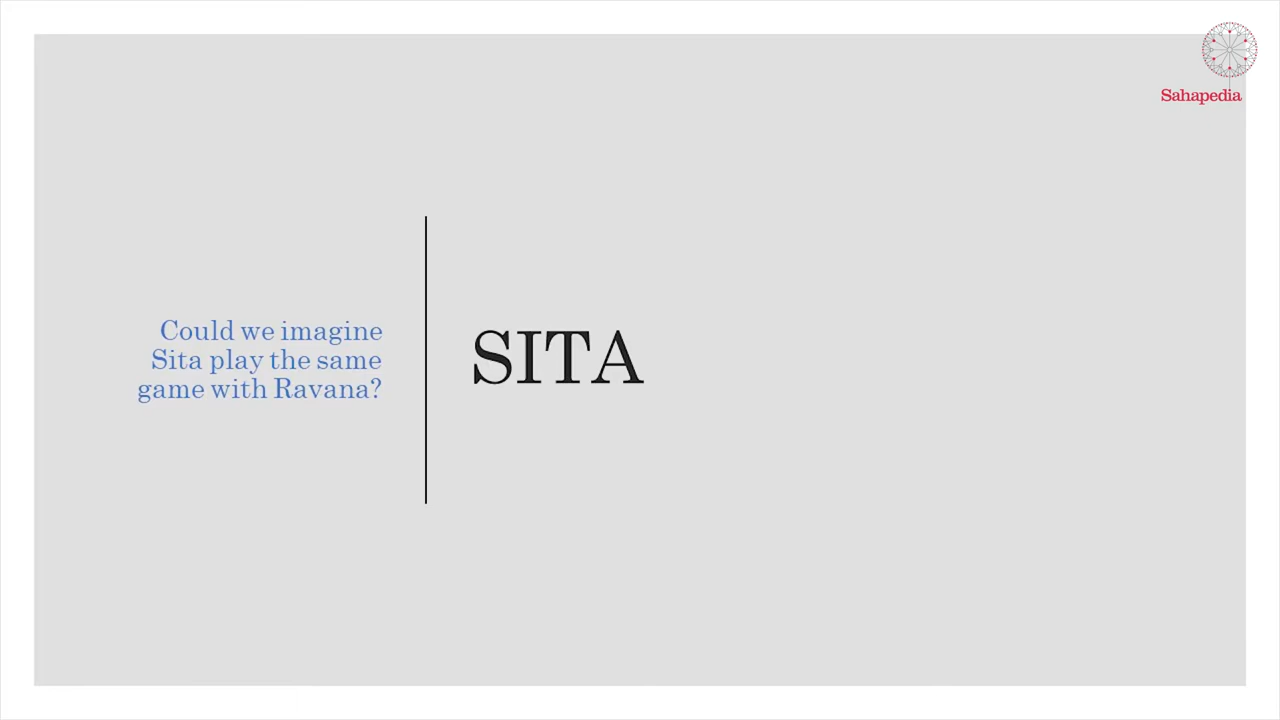 Sahapedia
Could we imagine
Sita play the same
game with Ravana?
SITA